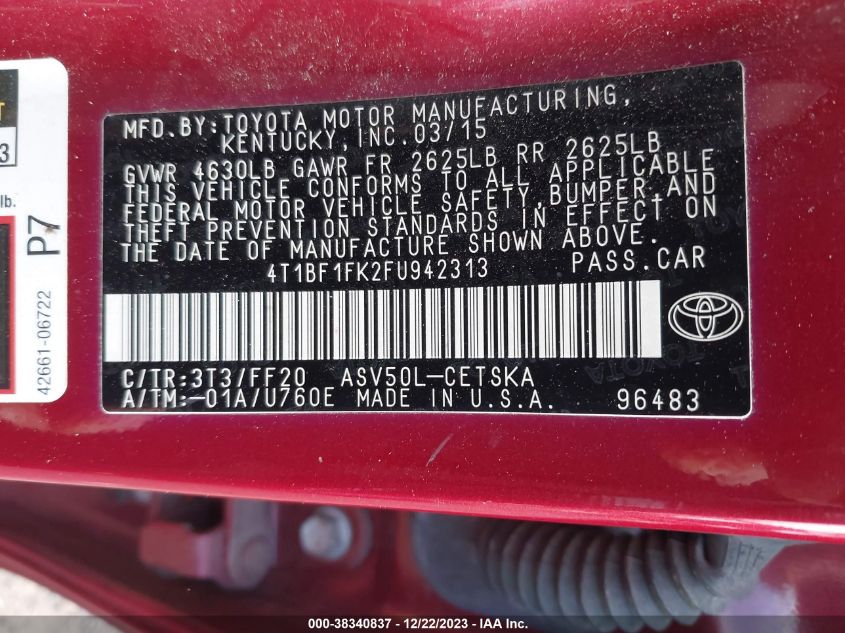 T
3
lb.
P7
42661-06722
MFD.BY:TOYOTA MOTOR MANUFACTURING,
KENTUCKY, INC.03/15
GVWR 4630LB GAWR FR 2625LB RR 2625LB
THIS VEHICLE CONFORMS TO ALL APPLICABLE
FEDERAL MOTOR VEHICLE SAFETY,BUMPER,AND
THEFT PREVENTION STANDARDS IN EFFECT ON
THE DATE OF MANUFACTURE SHOWN ABOVE.
4T1BF1FK2FU942313 PASS.CAR
C/TR:3T3/FF20 ASV50L-CETSKA
A/TM:-01A/U760E MADE IN U.S.A. 96483
000-38340837 - 12/22/2023 - IAA Inc.